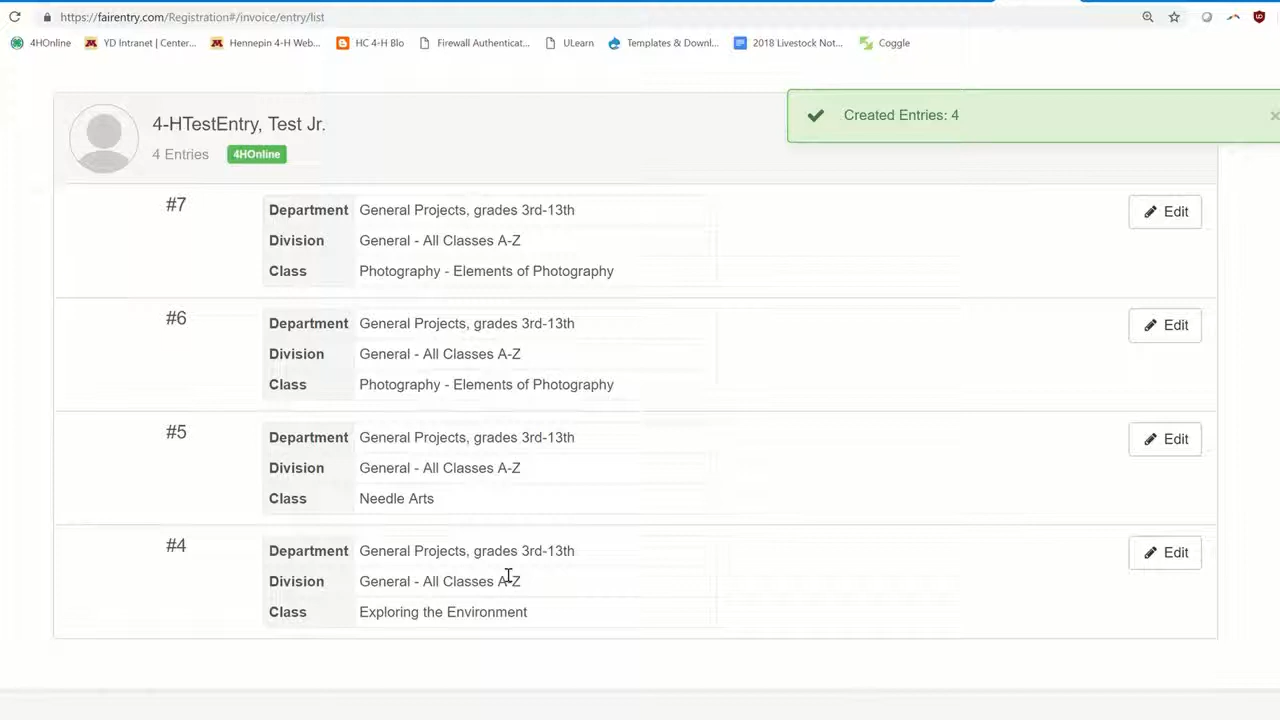 https://fairentry.com/Registration#/invoice/entry/list
4HOnline YD Intranet | Center... Hennepin 4-H Web... HC 4-H Blo Firewall Authenticat... ULearn Templates & Downl... 2018 Livestock Not... Coggle
4-HTestEntry, Test Jr.
4 Entries 4HOnline
Created Entries: 4
#7
Department General Projects, grades 3rd-13th
Division General - All Classes A-Z
Class Photography - Elements of Photography
Edit
#6
Department General Projects, grades 3rd-13th
Division General - All Classes A-Z
Class Photography - Elements of Photography
Edit
#5
Department General Projects, grades 3rd-13th
Division General - All Classes A-Z
Class Needle Arts
Edit
#4
Department General Projects, grades 3rd-13th
Division General - All Classes A-Z
Class Exploring the Environment
Edit